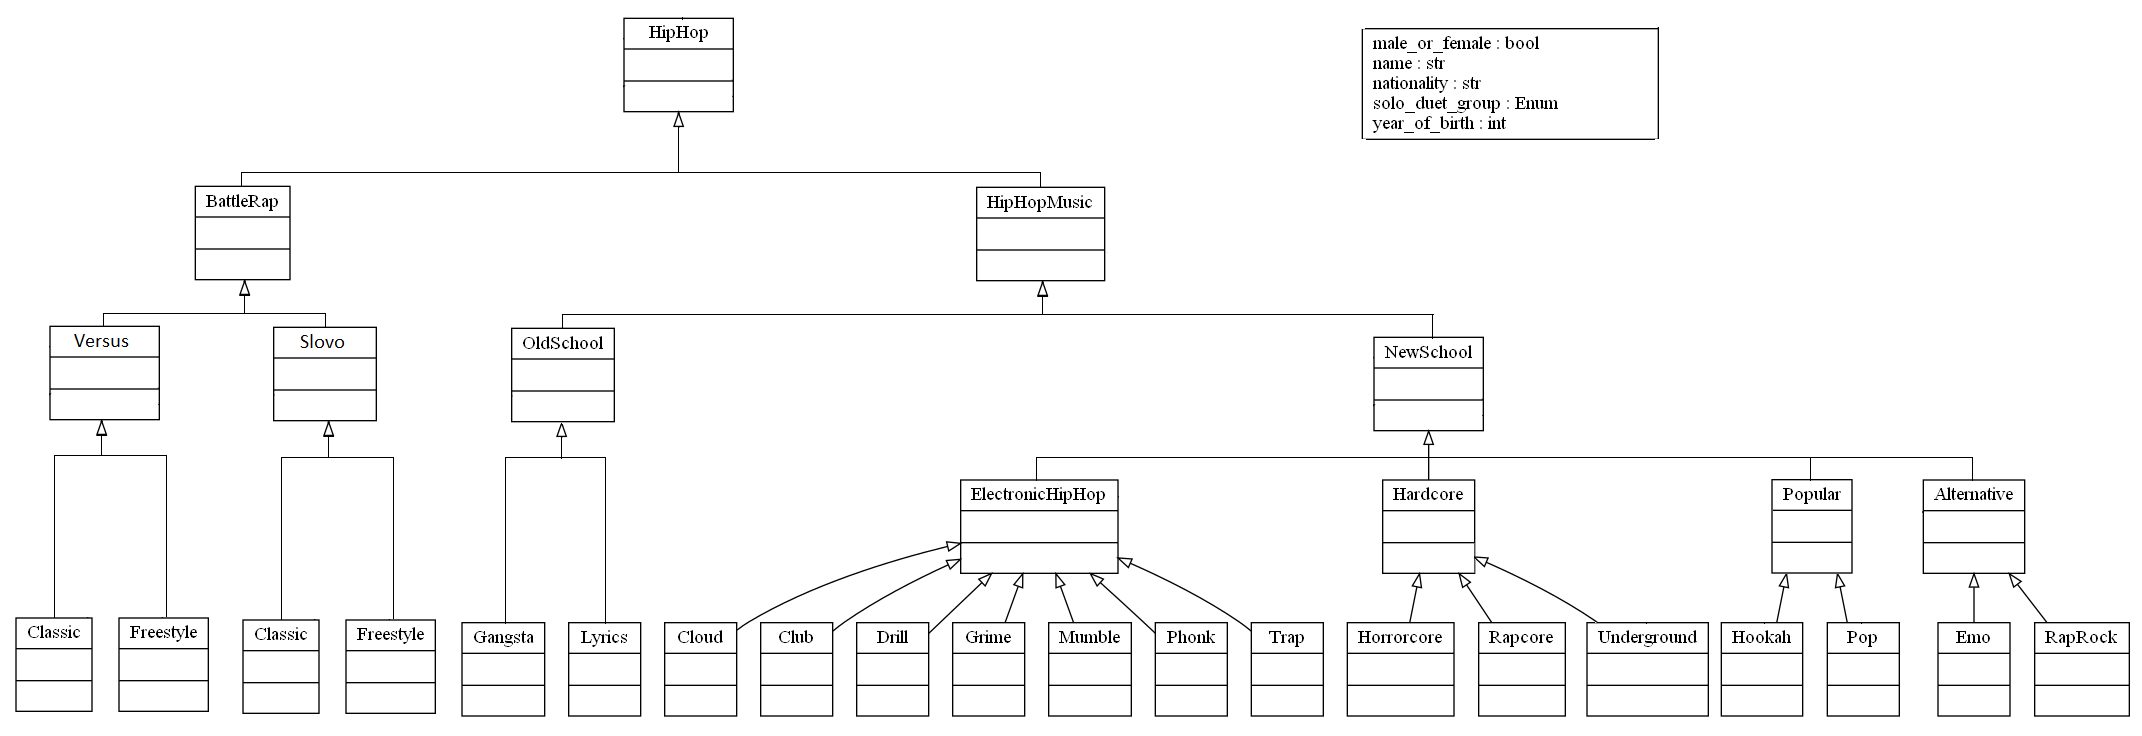 HipHop
male_or_female : bool
name : str
nationality : str
solo_duet_group : Enum
year_of_birth : int
BattleRap
HipHopMusic
Versus
Slovo
OldSchool
NewSchool
ElectronicHipHop
Hardcore
Popular
Alternative
Classic
Freestyle
Classic
Freestyle
Gangsta
Lyrics
Cloud
Club
Drill
Grime
Mumble
Phonk
Trap
Horrorcore
Rapcore
Underground
Hookah
Pop
Emo
RapRock